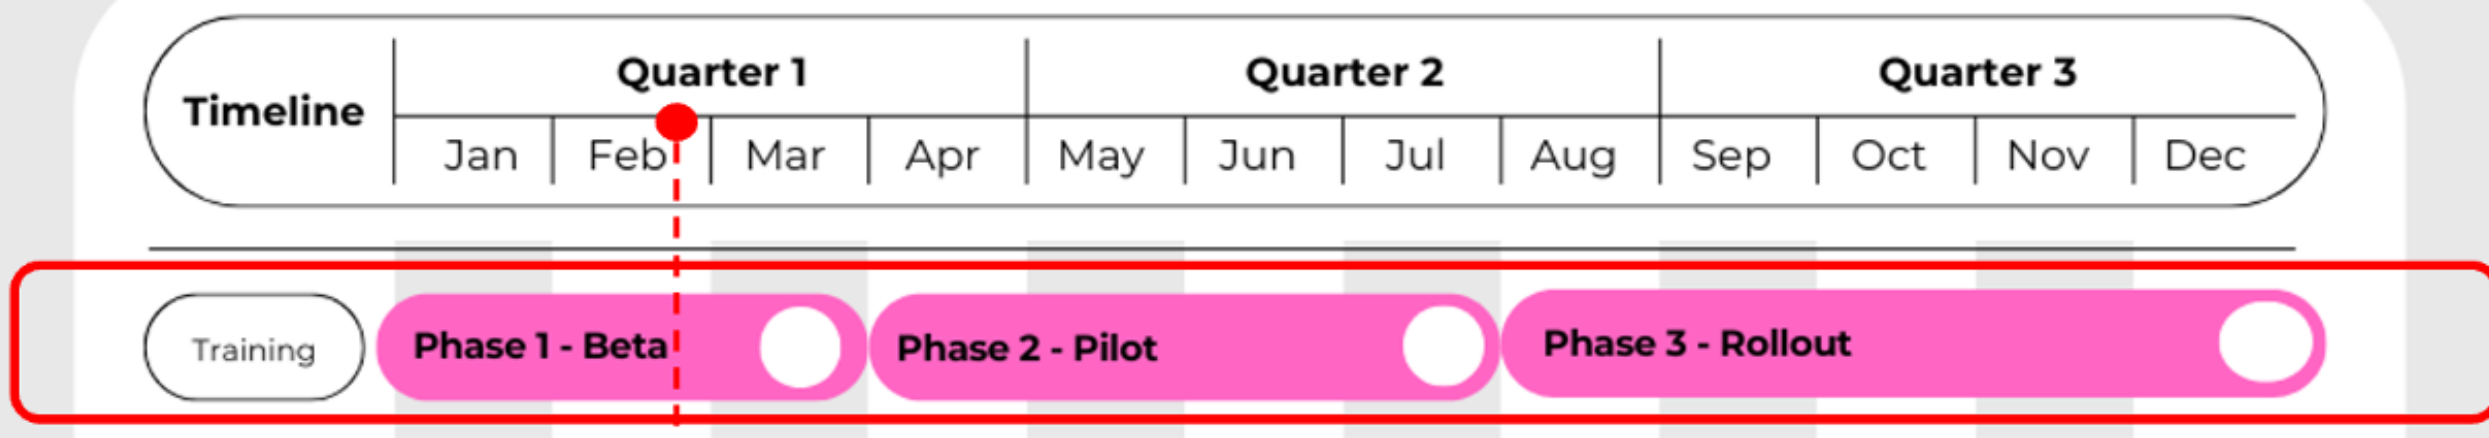 Timeline
Quarter 1
Quarter 2
Quarter 3
Jan
Feb
Mar
Apr
May
Jun
Jul
Aug
Sep
Oct
Nov
Dec
Training
Phase 1 - Beta
Phase 2 - Pilot
Phase 3 - Rollout